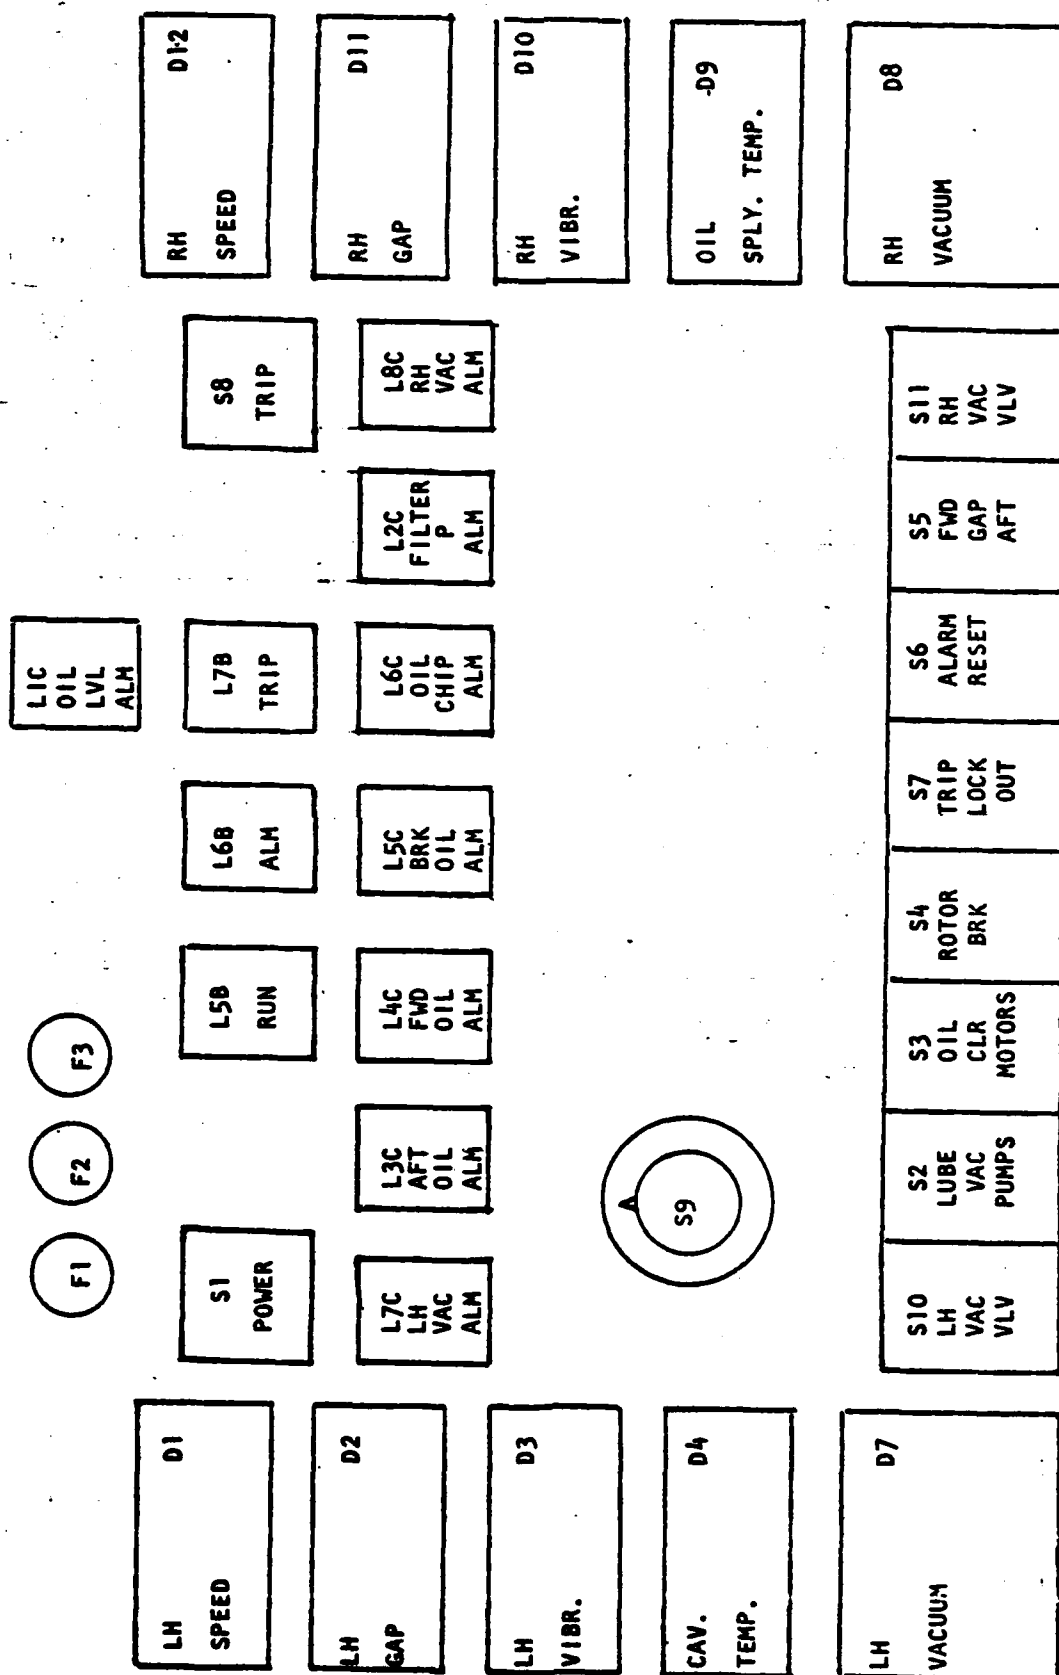 F1
F2
F3
L1C
OIL
LVL
ALM
LH D1
SPEED
S1
POWER
L5B
RUN
L6B
ALM
L7B
TRIP
S8
TRIP
RH D1-2
SPEED
LH D2
GAP
L7C
LH
VAC
ALM
L3C
AFT
OIL
ALM
L4C
FWD
OIL
ALM
L5C
BRK
OIL
ALM
L6C
OIL
CHIP
ALM
L2C
FILTER
P
ALM
L8C
RH
VAC
ALM
RH D11
GAP
LH D3
VIBR.
RH D10
VIBR.
CAV. D4
TEMP.
S9
OIL -D9
SPLY. TEMP.
LH D7
VACUUM
S10
LH
VAC
VLV
S2
LUBE
VAC
PUMPS
S3
OIL
CLR
MOTORS
S4
ROTOR
BRK
S7
TRIP
LOCK
OUT
S6
ALARM
RESET
S5
FWD
GAP
AFT
S11
RH
VAC
VLV
RH D8
VACUUM